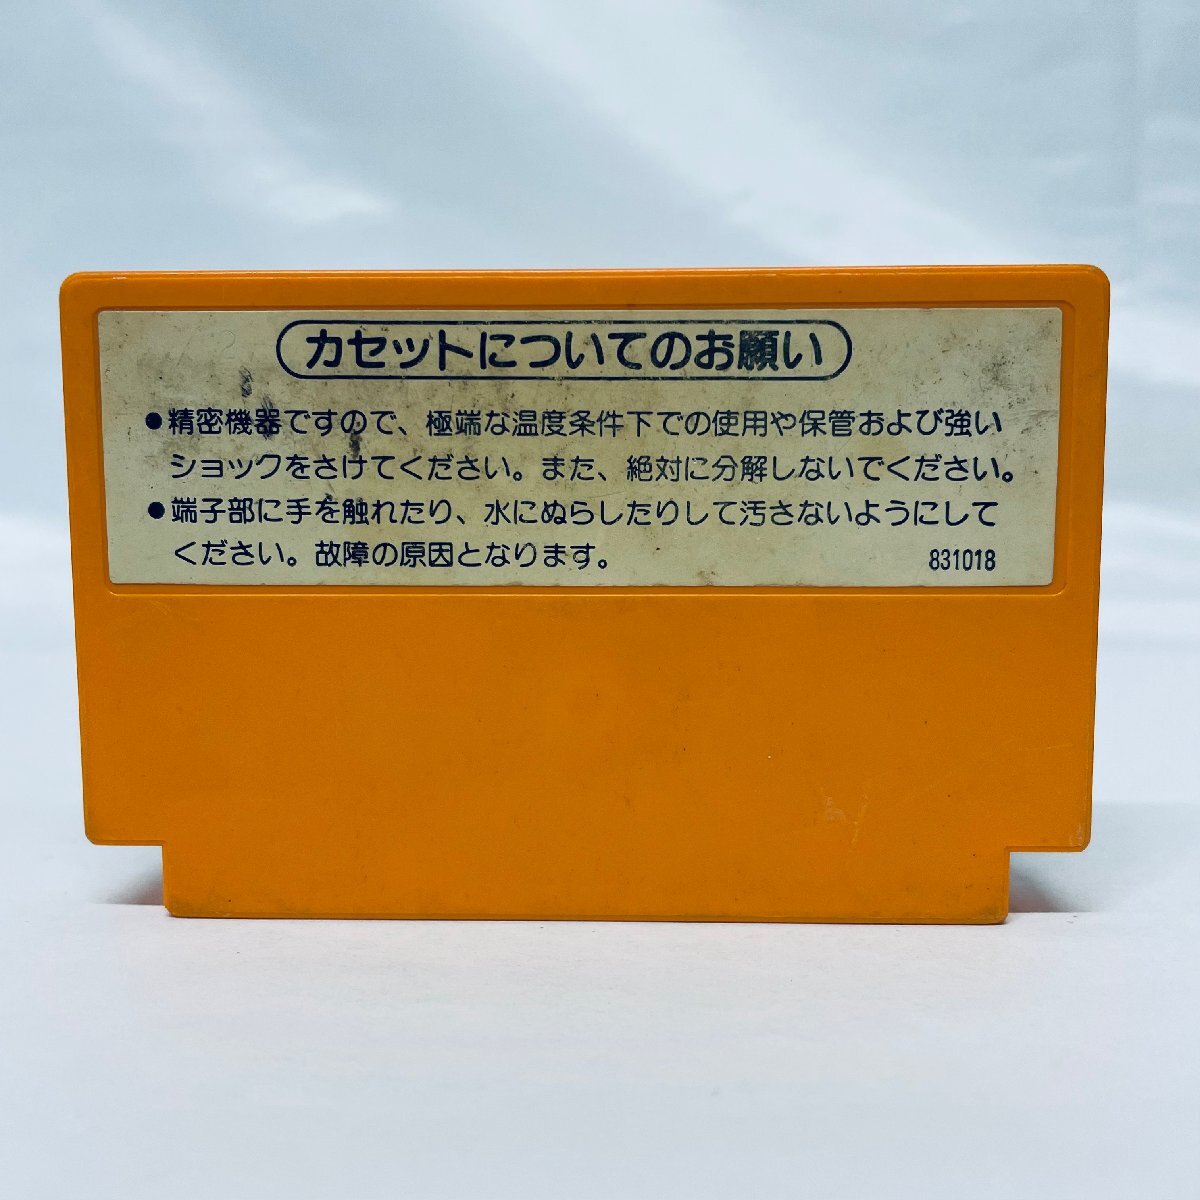 カセットについてのお願い
●精密機器ですので、極端な温度条件下での使用や保管および強い
ショックをさけてください。また、絶対に分解しないでください。
●端子部に手を触れたり、水にぬらしたりして汚さないようにして
ください。故障の原因となります。 831018